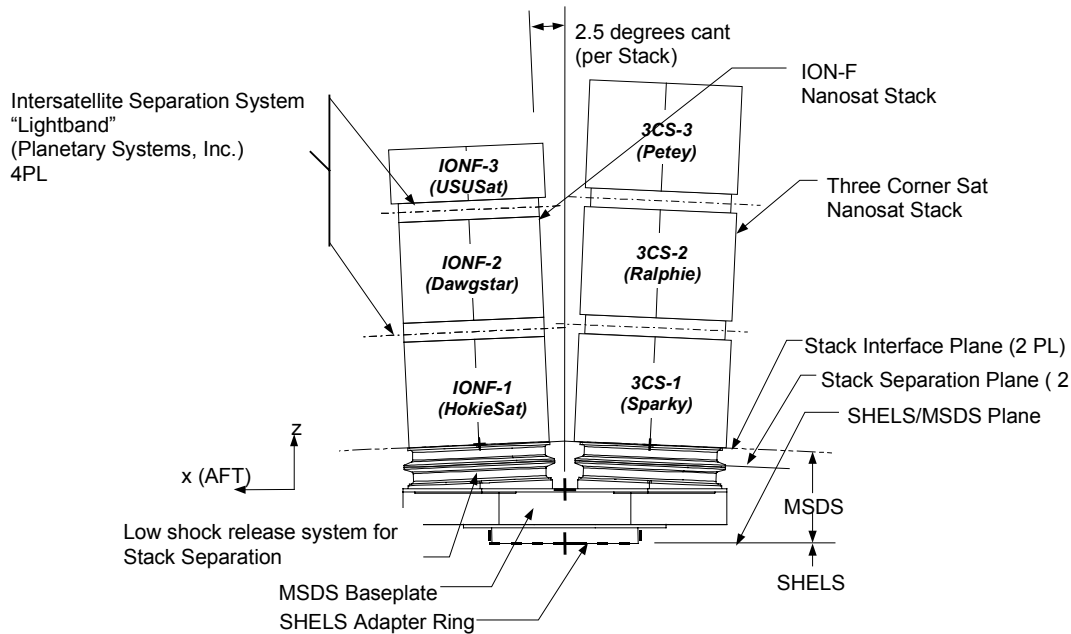 2.5 degrees cant
(per Stack)
ION-F
Nanosat Stack
Intersatellite Separation System
“Lightband”
(Planetary Systems, Inc.)
4PL
3CS-3
(Petey)
IONF-3
(USUSat)
Three Corner Sat
Nanosat Stack
3CS-2
(Ralphie)
IONF-2
(Dawgstar)
Stack Interface Plane (2 PL)
Stack Separation Plane ( 2
IONF-1
(HokieSat)
3CS-1
(Sparky)
SHELS/MSDS Plane
z
x (AFT)
MSDS
Low shock release system for
Stack Separation
SHELS
MSDS Baseplate
SHELS Adapter Ring